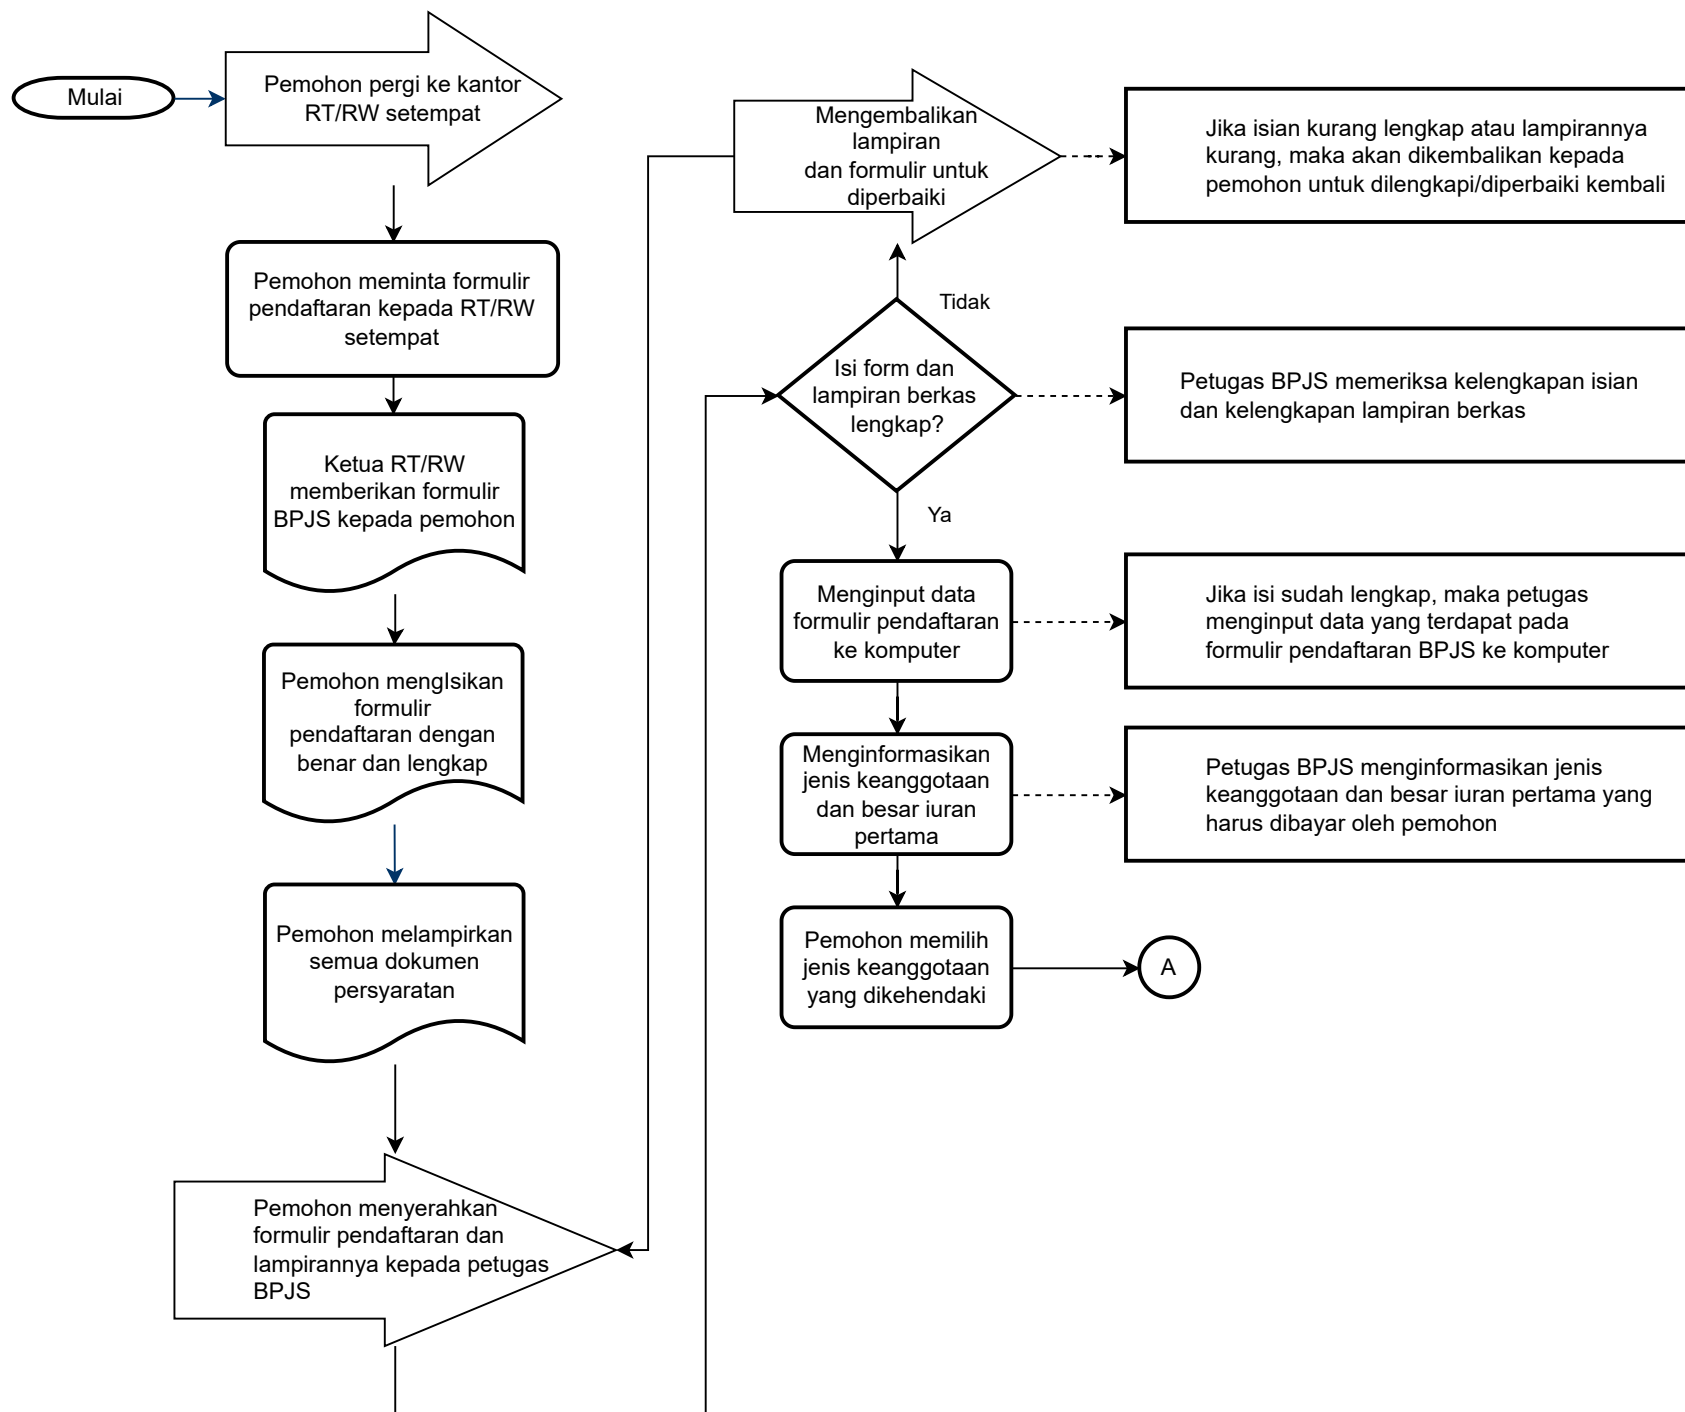 Mulai
Pemohon pergi ke kantor
RT/RW setempat
Pemohon meminta formulir
pendaftaran kepada RT/RW
setempat
Ketua RT/RW
memberikan formulir
BPJS kepada pemohon
Pemohon mengIsikan
formulir
pendaftaran dengan
benar dan lengkap
Pemohon melampirkan
semua dokumen
persyaratan
Pemohon menyerahkan
formulir pendaftaran dan
lampirannya kepada petugas
BPJS
Mengembalikan
lampiran
dan formulir untuk
diperbaiki
Jika isian kurang lengkap atau lampirannya
kurang, maka akan dikembalikan kepada
pemohon untuk dilengkapi/diperbaiki kembali
Tidak
Isi form dan
lampiran berkas
lengkap?
Petugas BPJS memeriksa kelengkapan isian
dan kelengkapan lampiran berkas
Ya
Menginput data
formulir pendaftaran
ke komputer
Jika isi sudah lengkap, maka petugas
menginput data yang terdapat pada
formulir pendaftaran BPJS ke komputer
Menginformasikan
jenis keanggotaan
dan besar iuran
pertama
Petugas BPJS menginformasikan jenis
keanggotaan dan besar iuran pertama yang
harus dibayar oleh pemohon
Pemohon memilih
jenis keanggotaan
yang dikehendaki
A